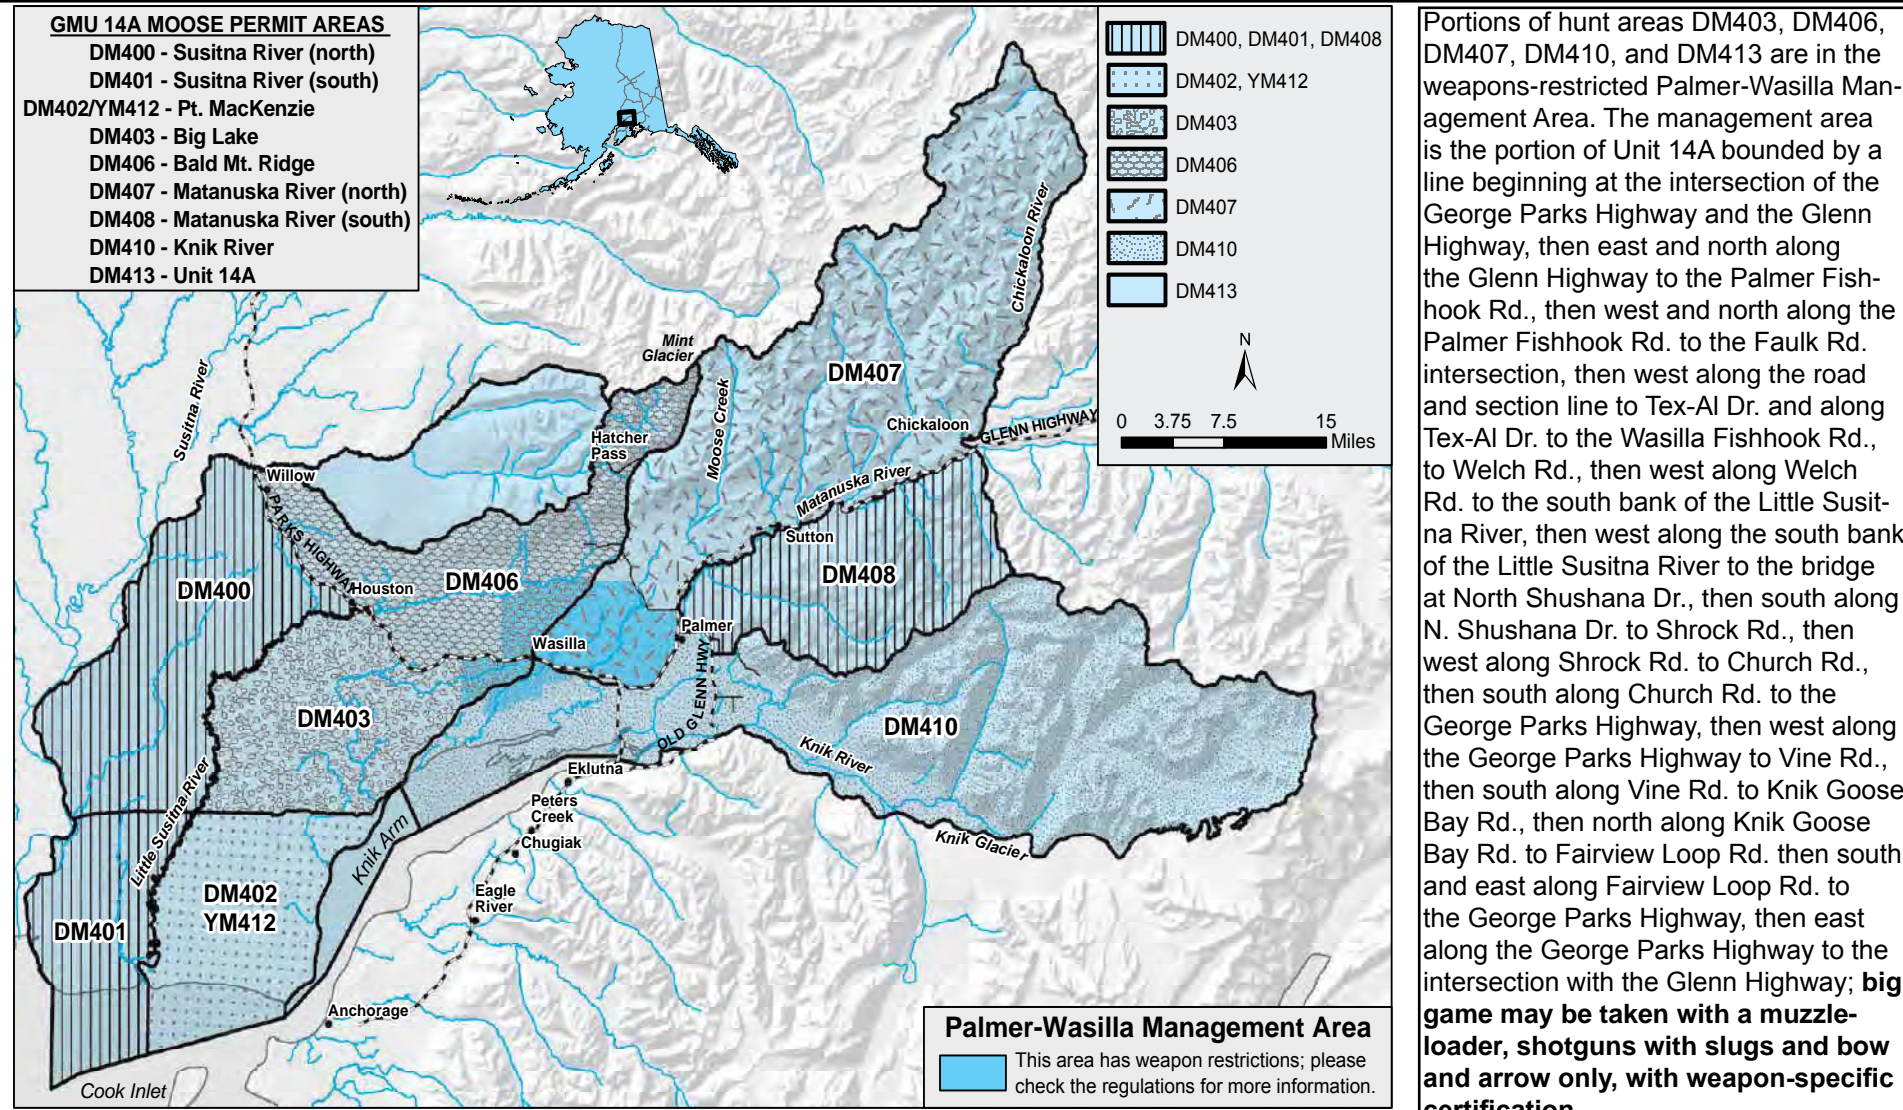 GMU 14A MOOSE PERMIT AREAS
DM400 - Susitna River (north)
DM401 - Susitna River (south)
DM402/YM412 - Pt. MacKenzie
DM403 - Big Lake
DM406 - Bald Mt. Ridge
DM407 - Matanuska River (north)
DM408 - Matanuska River (south)
DM410 - Knik River
DM413 - Unit 14A
DM400, DM401, DM408
DM402, YM412
DM403
DM406
DM407
DM410
DM413
N
0 3.75 7.5 15
Miles
Susitna River
Mint
Glacier
Chickaloon River
DM407
Moose Creek
Chickaloon
GLENN HIGHWAY
Hatcher
Pass
Willow
Matanuska River
PARKS HIGHWAY
Sutton
DM400
Houston
DM406
DM408
Palmer
Wasilla
DM403
OLD GLENN HWY
DM410
Knik River
Eklutna
Little Susitna River
Peters
Creek
Chugiak
Knik Arm
Knik Glacier
DM402
YM412
Eagle
River
DM401
Anchorage
Cook Inlet
Palmer-Wasilla Management Area
This area has weapon restrictions; please
check the regulations for more information.
Portions of hunt areas DM403, DM406,
DM407, DM410, and DM413 are in the
weapons-restricted Palmer-Wasilla Man-
agement Area. The management area
is the portion of Unit 14A bounded by a
line beginning at the intersection of the
George Parks Highway and the Glenn
Highway, then east and north along
the Glenn Highway to the Palmer Fish-
hook Rd., then west and north along the
Palmer Fishhook Rd. to the Faulk Rd.
intersection, then west along the road
and section line to Tex-Al Dr. and along
Tex-Al Dr. to the Wasilla Fishhook Rd.,
to Welch Rd., then west along Welch
Rd. to the south bank of the Little Susit-
na River, then west along the south bank
of the Little Susitna River to the bridge
at North Shushana Dr., then south along
N. Shushana Dr. to Shrock Rd., then
west along Shrock Rd. to Church Rd.,
then south along Church Rd. to the
George Parks Highway, then west along
the George Parks Highway to Vine Rd.,
then south along Vine Rd. to Knik Goose
Bay Rd., then north along Knik Goose
Bay Rd. to Fairview Loop Rd. then south
and east along Fairview Loop Rd. to
the George Parks Highway, then east
along the George Parks Highway to the
intersection with the Glenn Highway; big
game may be taken with a muzzle-
loader, shotguns with slugs and bow
and arrow only, with weapon-specific
certification